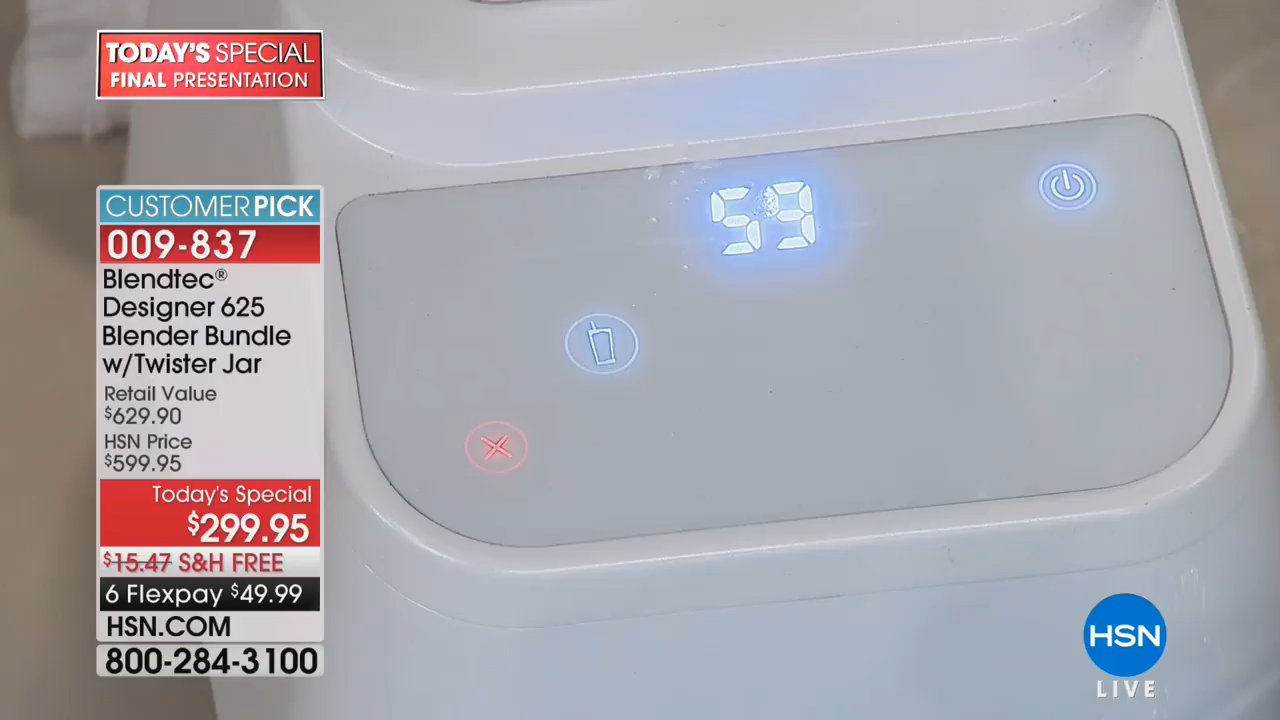 TODAY'S SPECIAL
FINAL PRESENTATION
CUSTOMER PICK
009-837
Blendtec®
Designer 625
Blender Bundle
w/Twister Jar
Retail Value
$629.90
HSN Price
$599.95
Today's Special
$299.95
$15.47 S&H FREE
6 Flexpay $49.99
HSN.COM
800-284-3100
59
HSN
LIVE